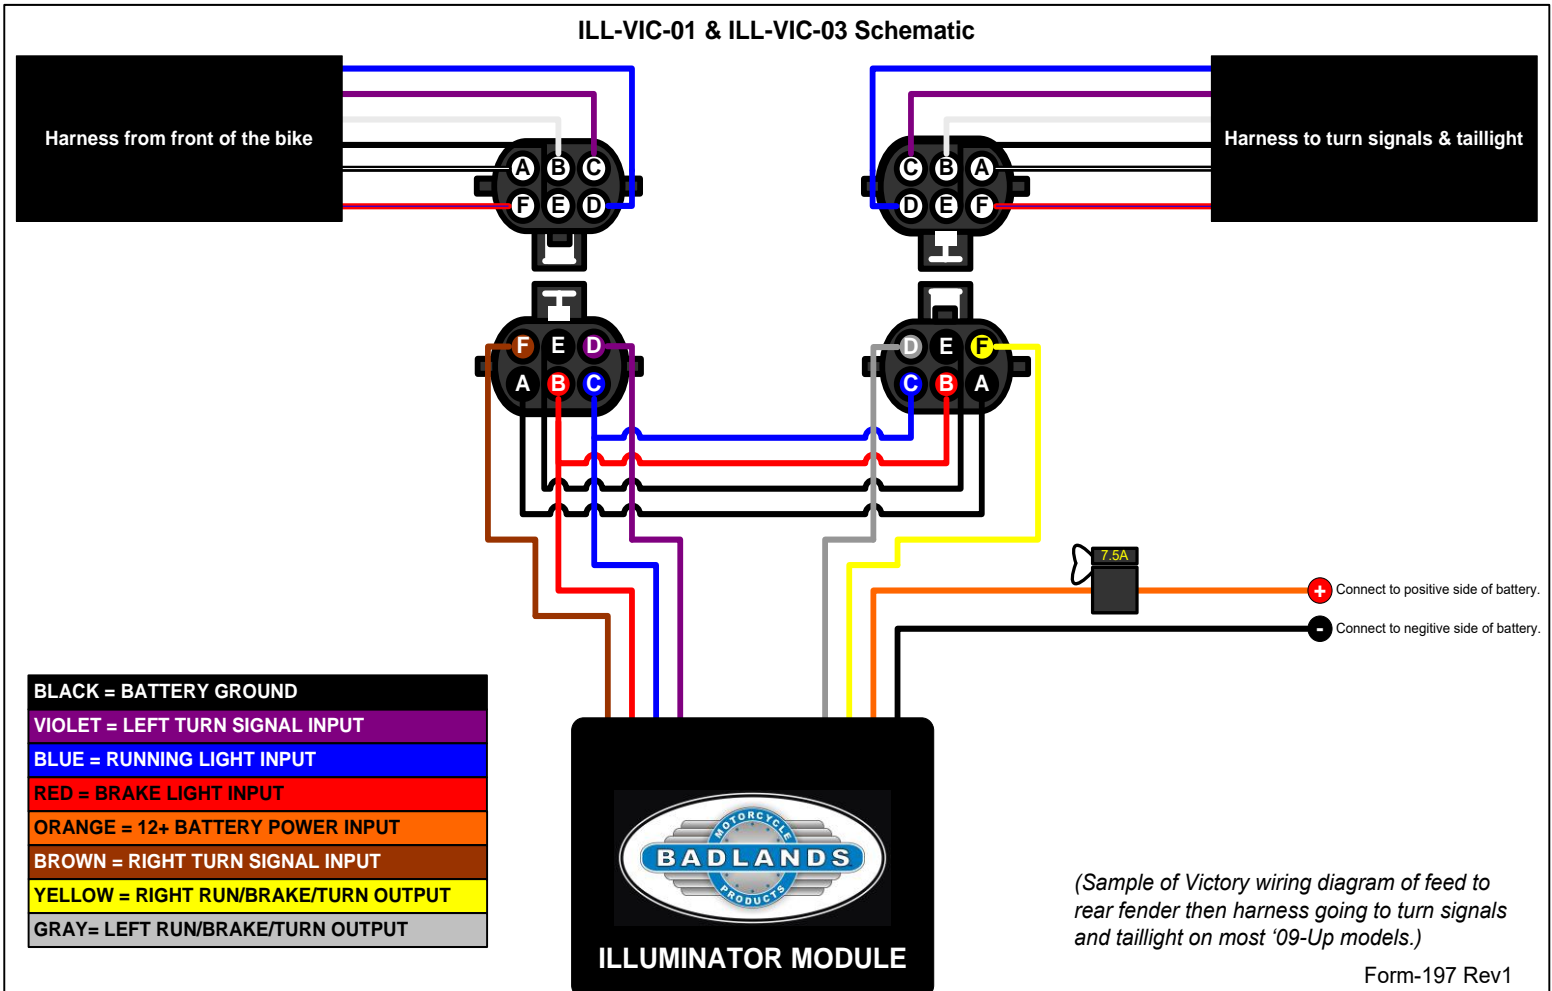 ILL-VIC-01 & ILL-VIC-03 Schematic
Harness from front of the bike
Harness to turn signals & taillight
A B C
F E D
C B A
D E F
F E D
A B C
D E F
C B A
7.5A
+ Connect to positive side of battery.
- Connect to negitive side of battery.
BLACK = BATTERY GROUND
VIOLET = LEFT TURN SIGNAL INPUT
BLUE = RUNNING LIGHT INPUT
RED = BRAKE LIGHT INPUT
ORANGE = 12+ BATTERY POWER INPUT
BROWN = RIGHT TURN SIGNAL INPUT
YELLOW = RIGHT RUN/BRAKE/TURN OUTPUT
GRAY= LEFT RUN/BRAKE/TURN OUTPUT
MOTORCYCLE
BADLANDS
PRODUCTS
ILLUMINATOR MODULE
(Sample of Victory wiring diagram of feed to
rear fender then harness going to turn signals
and taillight on most ‘09-Up models.)
Form-197 Rev1